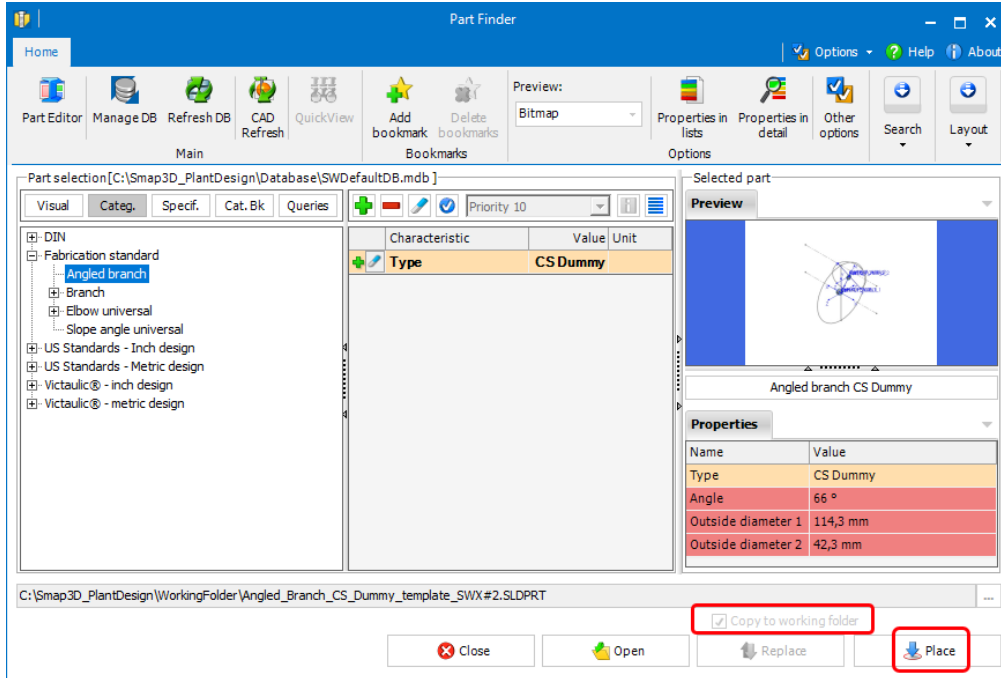 Part Finder
Home
Options
Help
About
Part Editor
Manage DB
Refresh DB
CAD Refresh
QuickView
Add bookmark
Delete bookmarks
Preview:
Bitmap
Properties in lists
Properties in detail
Other options
Search
Layout
Main
Bookmarks
Options
Part selection[C:\Smap3D_PlantDesign\Database\SWDefaultDB.mdb ]
Visual
Categ.
Specif.
Cat. Bk
Queries
Priority 10
DIN
Fabrication standard
Angled branch
Branch
Elbow universal
Slope angle universal
US Standards - Inch design
US Standards - Metric design
Victaulic® - inch design
Victaulic® - metric design
Characteristic Value Unit
Type CS Dummy
Selected part
Preview
Angled branch CS Dummy
Properties
Name Value
Type CS Dummy
Angle 66 °
Outside diameter 1 114,3 mm
Outside diameter 2 42,3 mm
C:\Smap3D_PlantDesign\WorkingFolder\Angled_Branch_CS_Dummy_template_SWX#2.SLDPRT
...
Copy to working folder
Close
Open
Replace
Place